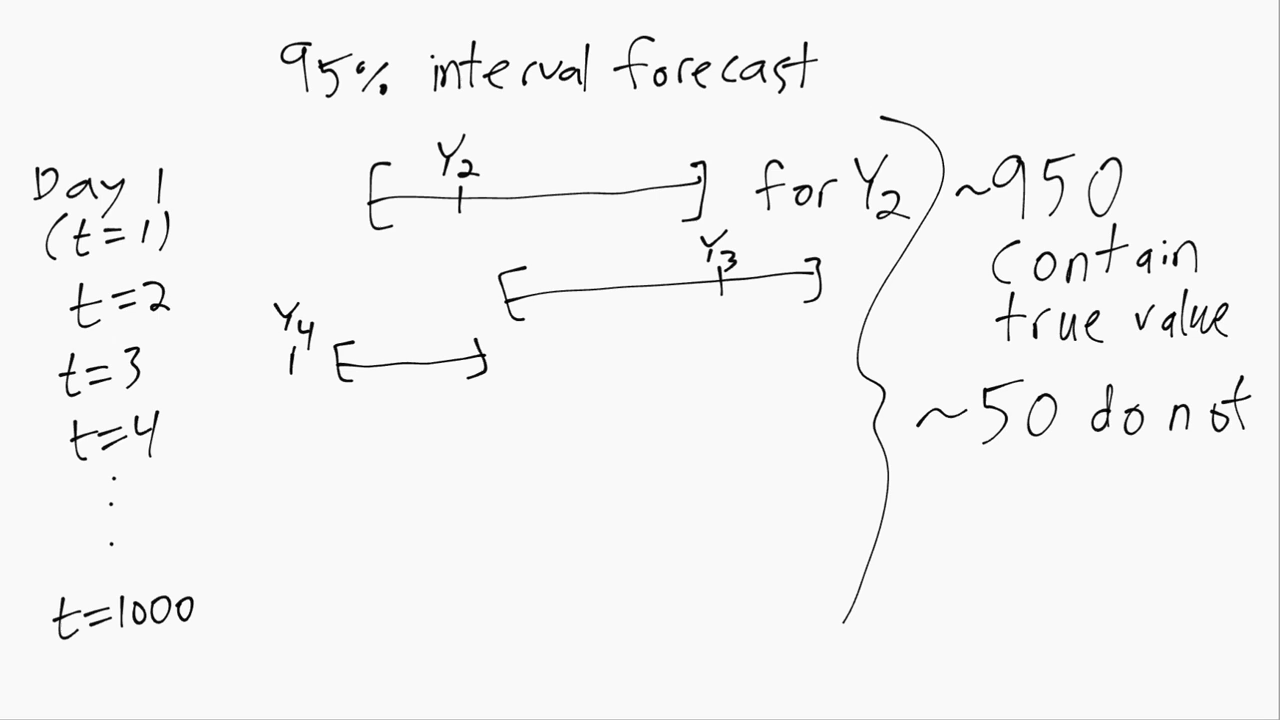 95% interval forecast
Day 1
(t=1)
Y2
for Y2
Y3
t=2
Y4
t=3
t=4
.
.
.
t=1000
~950
contain
true value
~50 do not